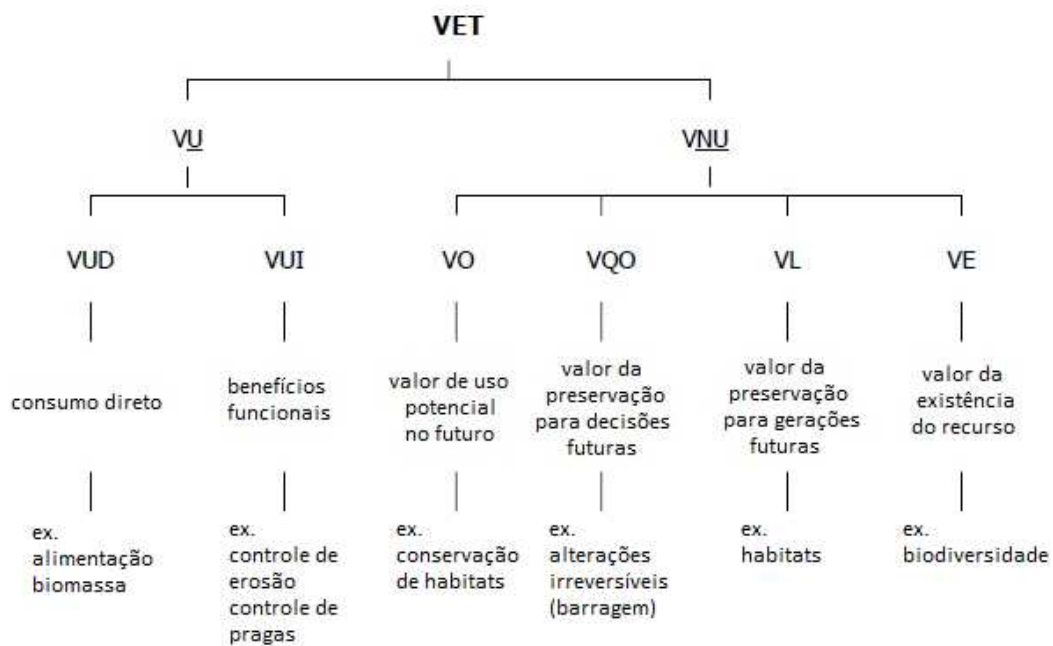 VET
VU
VNU
VUD
VUI
VO
VQO
VL
VE
consumo direto
benefícios
funcionais
valor de uso
potencial
no futuro
valor da
preservação
para decisões
futuras
valor da
preservação
para gerações
futuras
valor da
existência
do recurso
ex.
alimentação
biomassa
ex.
controle de
erosão
controle de
pragas
ex.
conservação
de habitats
ex.
alterações
irreversíveis
(barragem)
ex.
habitats
ex.
biodiversidade